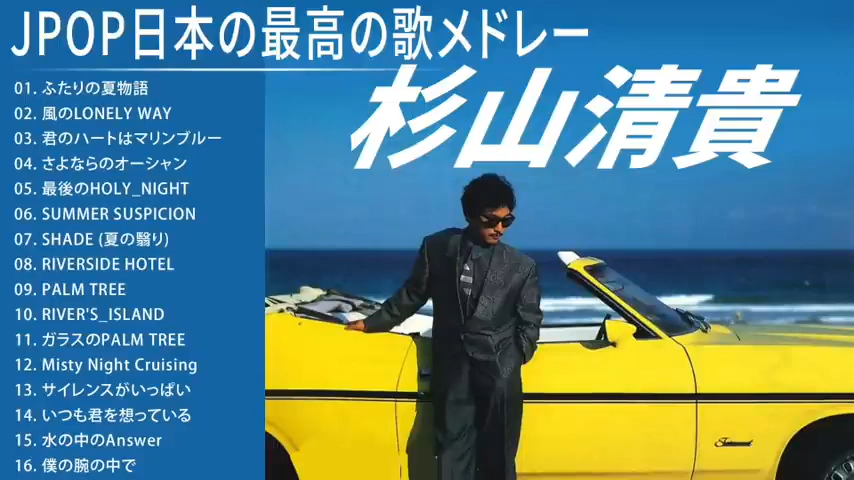 JPOP日本の最高の歌メドレー
杉山清貴
01. ふたりの夏物語
02. 風のLONELY WAY
03. 君のハートはマリンブルー
04. さよならのオーシャン
05. 最後のHOLY_NIGHT
06. SUMMER SUSPICION
07. SHADE (夏の翳り)
08. RIVERSIDE HOTEL
09. PALM TREE
10. RIVER'S_ISLAND
11. ガラスのPALM TREE
12. Misty Night Cruising
13. サイレンスがいっぱい
14. いつも君を想っている
15. 水の中のAnswer
16. 僕の腕の中で